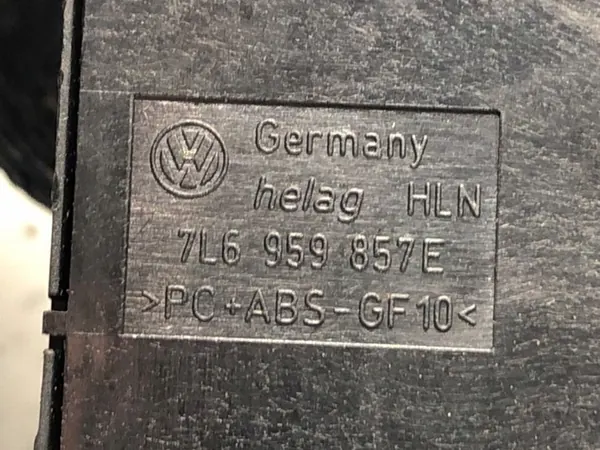 Germany
helag HLN
7L6 959 857E
>PC+ABS-GF10<